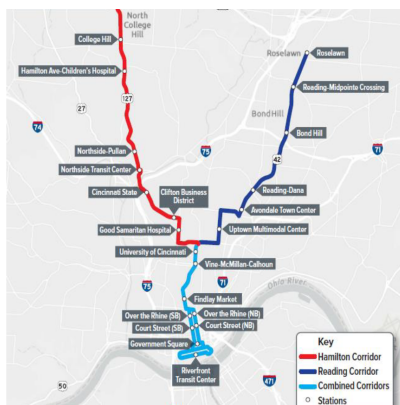 North
College
Hill
College Hill
Roselawn
Roselawn
Hamilton Ave-Children's Hospital
Reading-Midpointe Crossing
127
27
74
75
Bond Hill
Bond Hill
71
42
Northside-Pullan
Northside Transit Center
Cincinnati State
Clifton Business
District
Reading-Dana
Avondale Town Center
Good Samaritan Hospital
Uptown Multimodal Center
University of Cincinnati
Vine-McMillan-Calhoun
75
71
Ohio River
Findlay Market
Over the Rhine (SB)
Over the Rhine (NB)
Court Street (SB)
Court Street (NB)
Government Square
Riverfront
Transit Center
50
471
Key
Hamilton Corridor
Reading Corridor
Combined Corridors
Stations